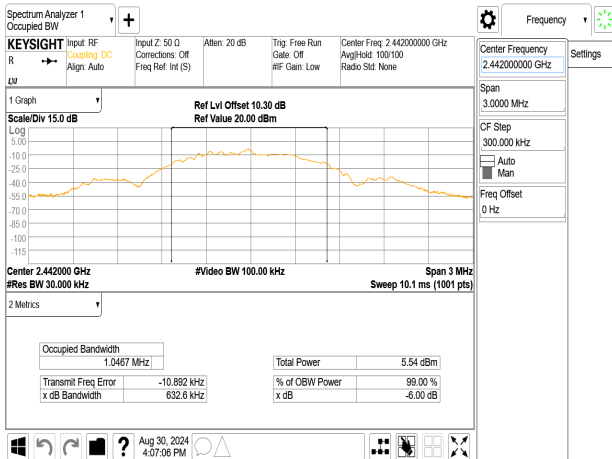 Spectrum Analyzer 1
Occupied BW
Frequency
KEYSIGHT
R
LXI
Input: RF
Coupling: DC
Align: Auto
Input Z: 50 Ω
Corrections: Off
Freq Ref: Int (S)
Atten: 20 dB
Trig: Free Run
Gate: Off
#IF Gain: Low
Center Freq: 2.442000000 GHz
Avg|Hold: 100/100
Radio Std: None
Center Frequency
2.442000000 GHz
Settings
Span
3.0000 MHz
CF Step
300.000 kHz
Auto
Man
Freq Offset
0 Hz
1 Graph
Scale/Div 15.0 dB
Ref Lvl Offset 10.30 dB
Ref Value 20.00 dBm
Log
5.00
-10.0
-25.0
-40.0
-55.0
-70.0
-85.0
-100
-115
Center 2.442000 GHz
#Res BW 30.000 kHz
#Video BW 100.00 kHz
Span 3 MHz
Sweep 10.1 ms (1001 pts)
2 Metrics
Occupied Bandwidth
1.0467 MHz
Total Power 5.54 dBm
Transmit Freq Error -10.892 kHz
% of OBW Power 99.00 %
x dB Bandwidth 632.6 kHz
x dB -6.00 dB
?
Aug 30, 2024
4:07:06 PM